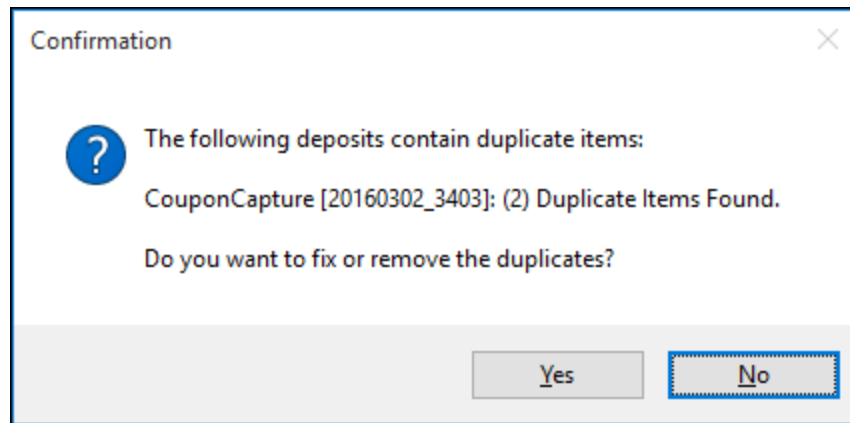 Confirmation
?
The following deposits contain duplicate items:
CouponCapture [20160302_3403]: (2) Duplicate Items Found.
Do you want to fix or remove the duplicates?
Yes
No